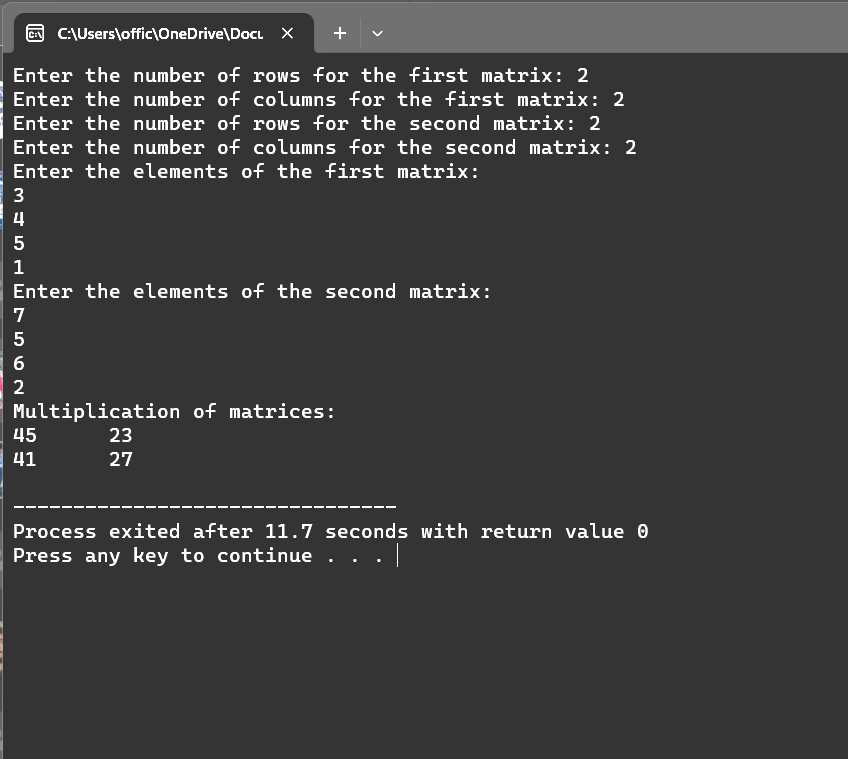 C:\Users\offic\OneDrive\Docu
Enter the number of rows for the first matrix: 2
Enter the number of columns for the first matrix: 2
Enter the number of rows for the second matrix: 2
Enter the number of columns for the second matrix: 2
Enter the elements of the first matrix:
3
4
5
1
Enter the elements of the second matrix:
7
5
6
2
Multiplication of matrices:
45 23
41 27
--------------------------------
Process exited after 11.7 seconds with return value 0
Press any key to continue . . .